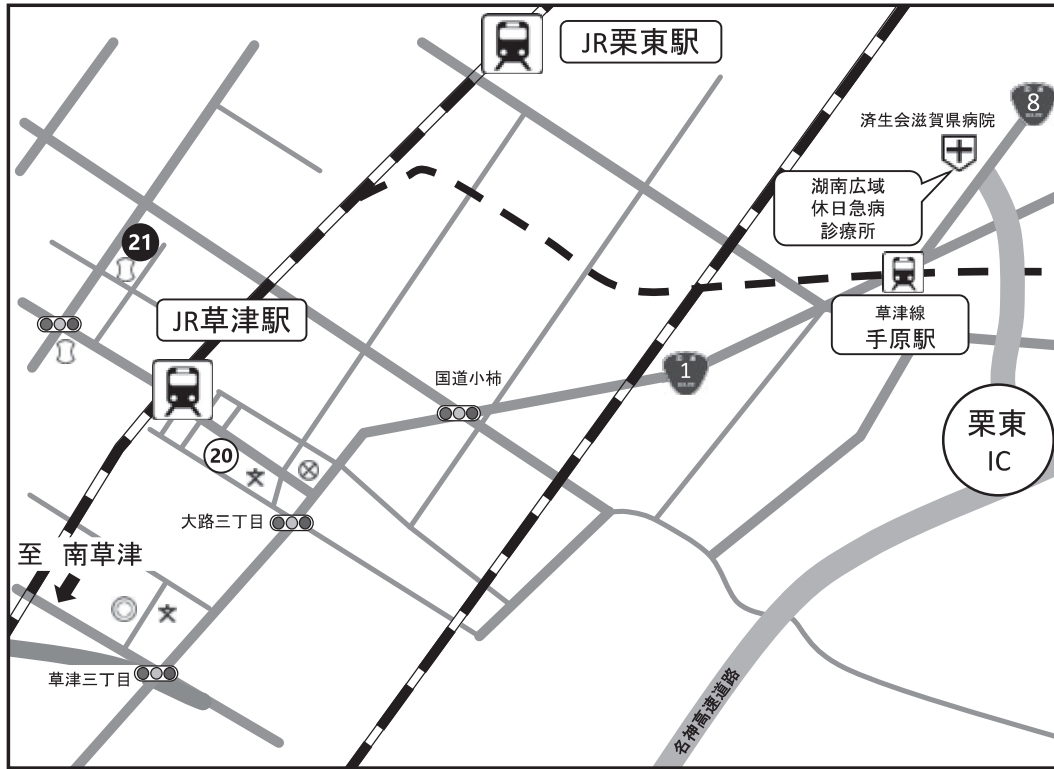 JR栗東駅
8
済生会滋賀県病院
湖南広域
休日急病
診療所
21
JR草津駅
草津線
手原駅
国道小柿
1
栗東
IC
20
大路三丁目
至 南草津
草津三丁目
名神高速道路